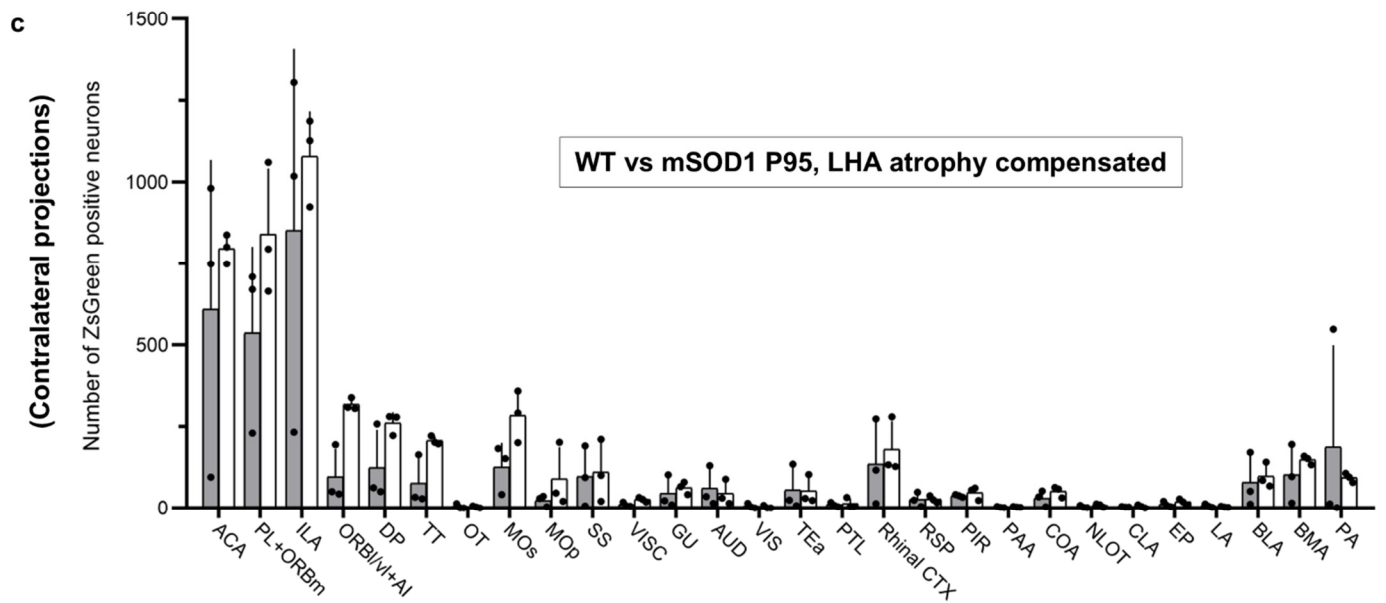 c
(Contralateral projections)
Number of ZsGreen positive neurons
1500
1000
500
0
WT vs mSOD1 P95, LHA atrophy compensated
ACA
PL+ORBm
ILA
ORBl/vl+AI
DP
TT
OT
MOs
MOp
SS
VISC
GU
AUD
VIS
TEa
PTL
Rhinal CTX
RSP
PIR
PAA
COA
NLOT
CLA
EP
LA
BLA
BMA
PA